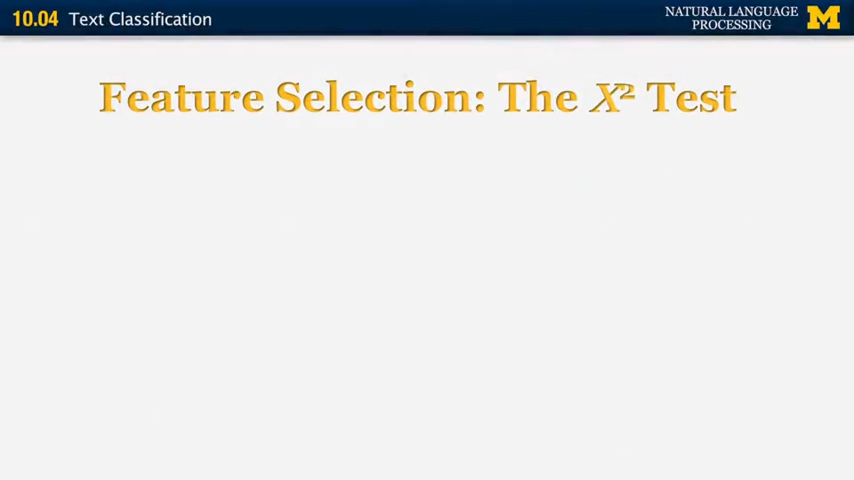 10.04 Text Classification
NATURAL LANGUAGE
PROCESSING
M
Feature Selection: The X² Test